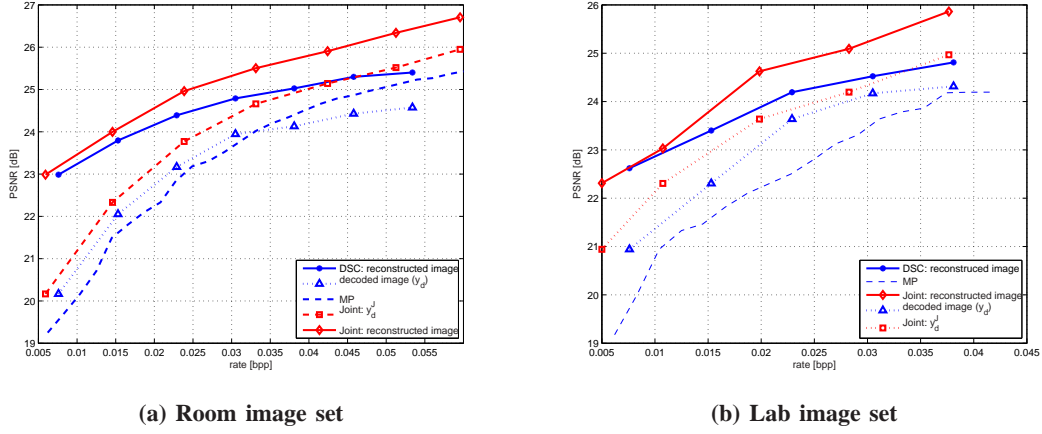 27
26
25
24
23
22
21
20
19
PSNR [dB]
0.005 0.01 0.015 0.02 0.025 0.03 0.035 0.04 0.045 0.05 0.055
rate [bpp]
DSC: reconstructed image
decoded image (y_d)
MP
Joint: y_d^J
Joint: reconstructed image
(a) Room image set
26
25
24
23
22
21
20
19
PSNR [dB]
0.005 0.01 0.015 0.02 0.025 0.03 0.035 0.04 0.045
rate [bpp]
DSC: reconstruced image
MP
Joint: reconstructed image
decoded image (y_d)
Joint: y_d^J
(b) Lab image set